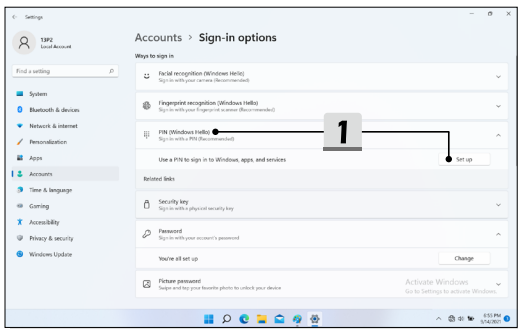 Settings
13P2
Local Account
Find a setting
System
Bluetooth & devices
Network & internet
Personalization
Apps
Accounts
Time & language
Gaming
Accessibility
Privacy & security
Windows Update
Accounts > Sign-in options
Ways to sign in
Facial recognition (Windows Hello)
Sign in with your camera (Recommended)
Fingerprint recognition (Windows Hello)
Sign in with your fingerprint scanner (Recommended)
PIN (Windows Hello)
Sign in with a PIN (Recommended)
1
Use a PIN to sign in to Windows, apps, and services
Set up
Related links
Security key
Sign in with a physical security key
Password
Sign in with your account's password
You're all set up
Change
Picture password
Swipe and tap your favorite photo to unlock your device
Activate Windows
Go to Settings to activate Windows.
6:53 PM
5/14/2021